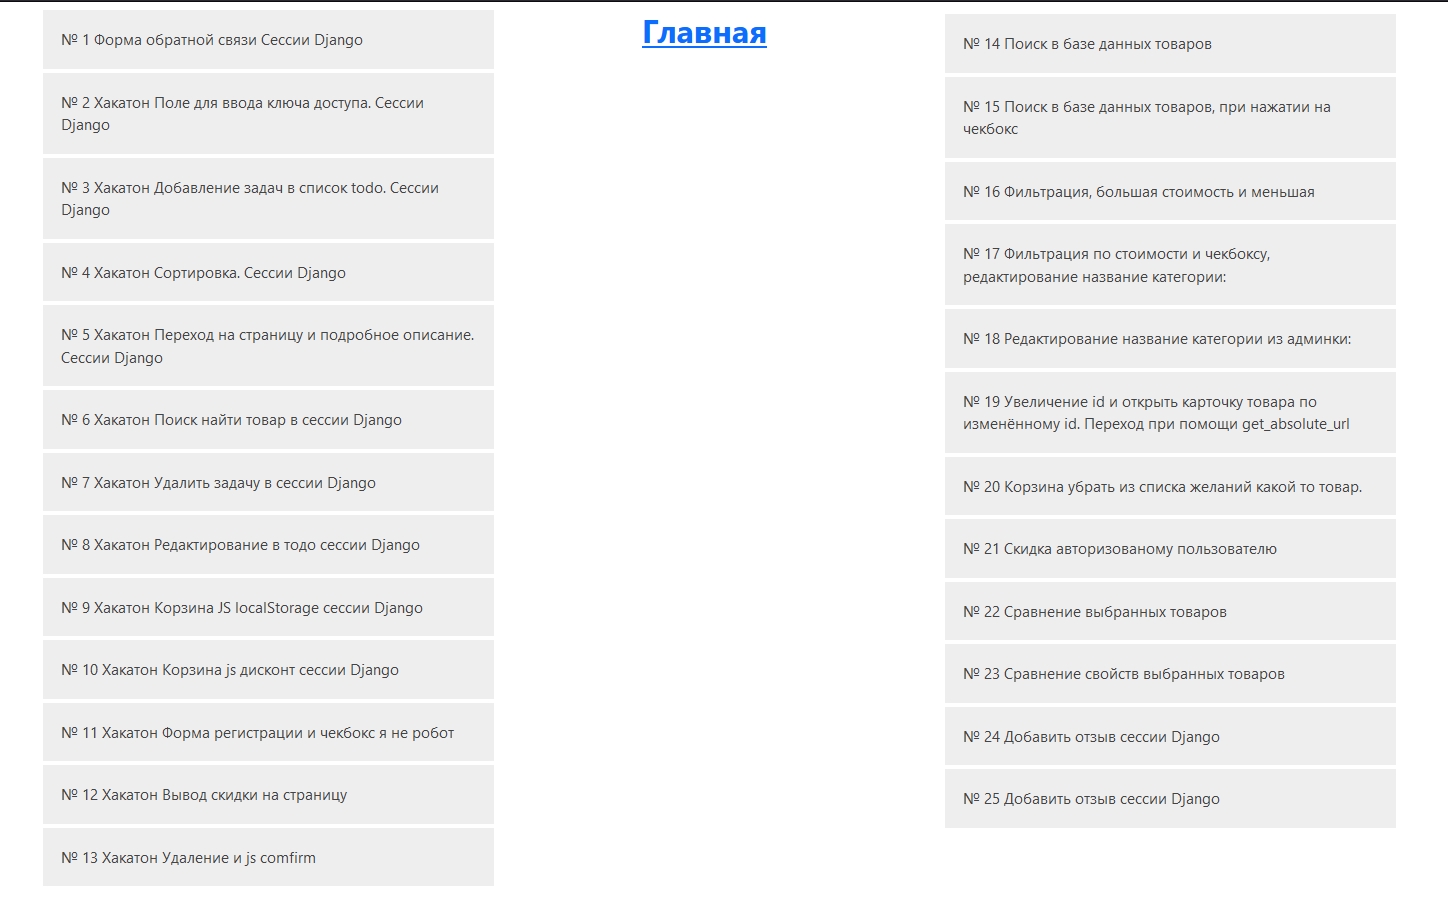 № 1 Форма обратной связи Сессии Django
№ 2 Хакатон Поле для ввода ключа доступа. Сессии
Django
№ 3 Хакатон Добавление задач в список todo. Сессии
Django
№ 4 Хакатон Сортировка. Сессии Django
№ 5 Хакатон Переход на страницу и подробное описание.
Сессии Django
№ 6 Хакатон Поиск найти товар в сессии Django
№ 7 Хакатон Удалить задачу в сессии Django
№ 8 Хакатон Редактирование в тодо сессии Django
№ 9 Хакатон Корзина JS localStorage сессии Django
№ 10 Хакатон Корзина js дисконт сессии Django
№ 11 Хакатон Форма регистрации и чекбокс я не робот
№ 12 Хакатон Вывод скидки на страницу
№ 13 Хакатон Удаление и js comfirm
Главная
№ 14 Поиск в базе данных товаров
№ 15 Поиск в базе данных товаров, при нажатии на
чекбокс
№ 16 Фильтрация, большая стоимость и меньшая
№ 17 Фильтрация по стоимости и чекбоксу,
редактирование название категории:
№ 18 Редактирование название категории из админки:
№ 19 Увеличение id и открыть карточку товара по
изменённому id. Переход при помощи get_absolute_url
№ 20 Корзина убрать из списка желаний какой то товар.
№ 21 Скидка авторизованому пользователю
№ 22 Сравнение выбранных товаров
№ 23 Сравнение свойств выбранных товаров
№ 24 Добавить отзыв сессии Django
№ 25 Добавить отзыв сессии Django